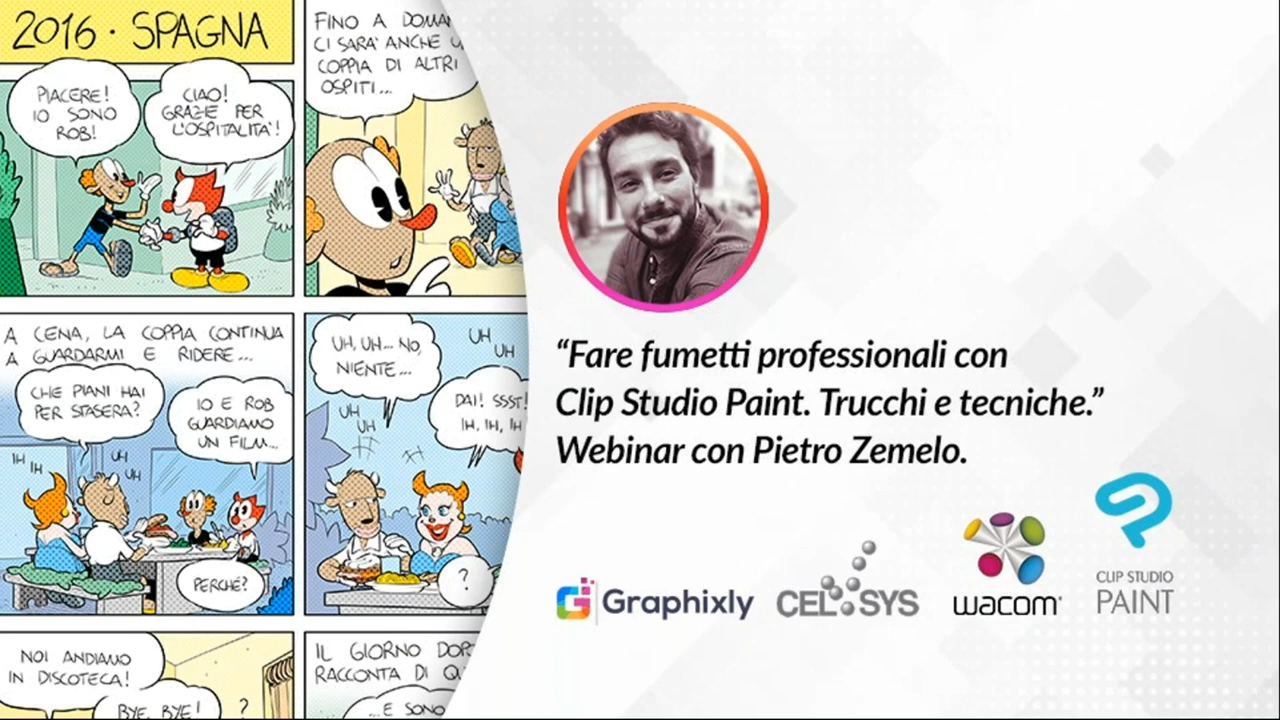 2016 · SPAGNA
PIACERE!
IO SONO
ROB!
CIAO!
GRAZIE PER
L'OSPITALITA'!
FINO A
CI SARA' ANCHE
COPPIA DI ALTRI
OSPITI...
A CENA, LA COPPIA CONTINUA
A GUARDARMI E RIDERE...
CHE PIANI HAI
PER STASERA?
IO E ROB
GUARDIAMO
UN FILM...
IH IH
UH
UH
PERCHÉ?
UH, UH... NO,
NIENTE...
UH
UH
UH
UH
DAI! SSST!
IH, IH, IH
?
NOI ANDIAMO
IN DISCOTECA!
BYE, BYE!
?
IL GIORNO
RACCONTA DI
...E SONO
“Fare fumetti professionali con
Clip Studio Paint. Trucchi e tecniche.”
Webinar con Pietro Zemelo.
Graphixly
CELSYS
wacom®
CLIP STUDIO
PAINT